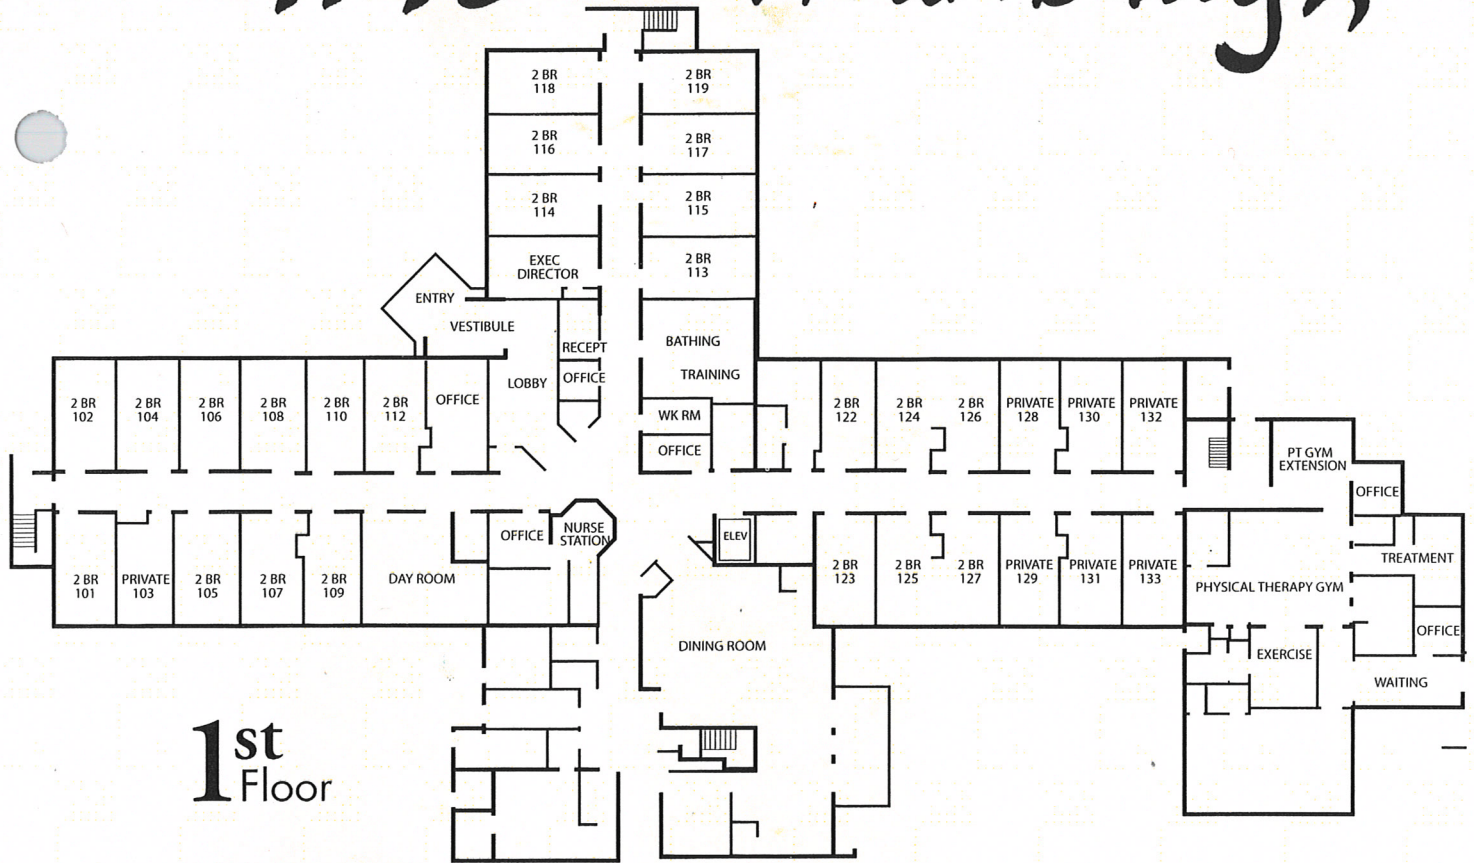 2 BR
118
2 BR
119
2 BR
116
2 BR
117
2 BR
114
2 BR
115
EXEC
DIRECTOR
2 BR
113
ENTRY
VESTIBULE
RECEPT
LOBBY
OFFICE
BATHING
TRAINING
WK RM
OFFICE
2 BR
102
2 BR
104
2 BR
106
2 BR
108
2 BR
110
2 BR
112
OFFICE
2 BR
122
2 BR
124
2 BR
126
PRIVATE
128
PRIVATE
130
PRIVATE
132
PT GYM
EXTENSION
OFFICE
2 BR
101
PRIVATE
103
2 BR
105
2 BR
107
2 BR
109
DAY ROOM
OFFICE
NURSE
STATION
ELEV
2 BR
123
2 BR
125
2 BR
127
PRIVATE
129
PRIVATE
131
PRIVATE
133
PHYSICAL THERAPY GYM
TREATMENT
OFFICE
DINING ROOM
EXERCISE
WAITING
1st
Floor